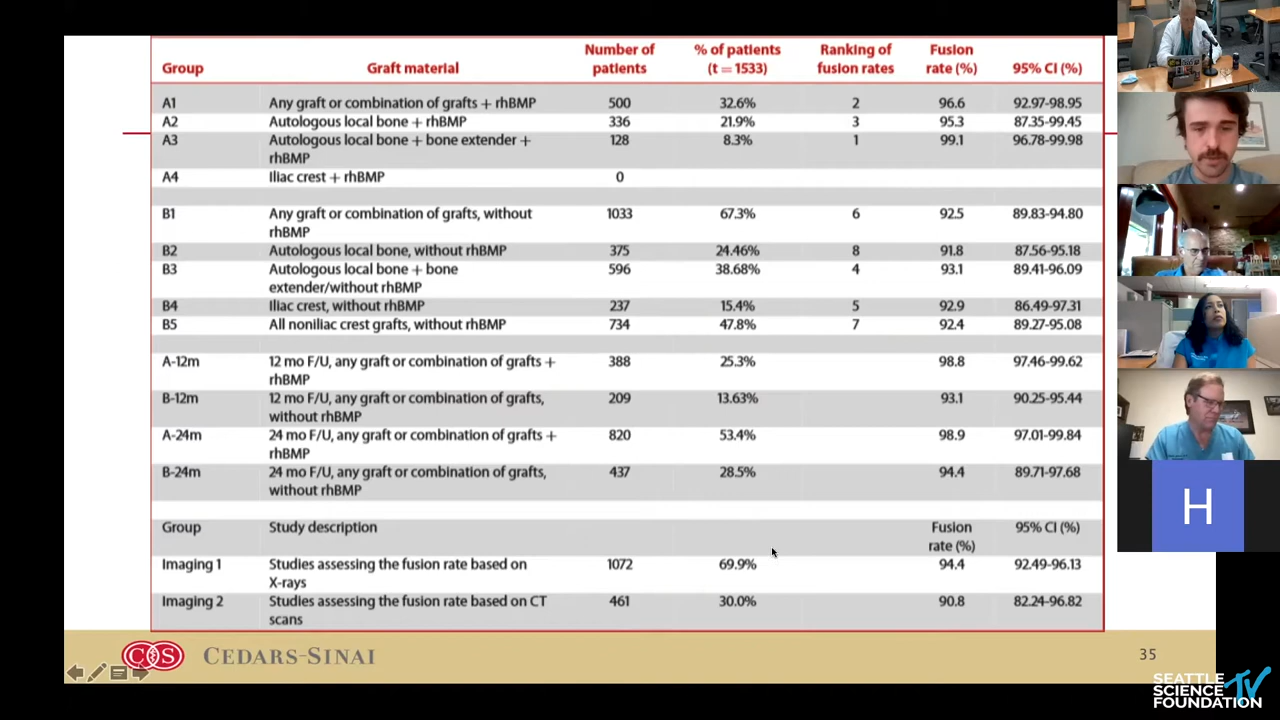 Group Graft material Number of patients % of patients (t = 1533) Ranking of fusion rates Fusion rate (%) 95% CI (%)
A1 Any graft or combination of grafts + rhBMP 500 32.6% 2 96.6 92.97-98.95
A2 Autologous local bone + rhBMP 336 21.9% 3 95.3 87.35-99.45
A3 Autologous local bone + bone extender + rhBMP 128 8.3% 1 99.1 96.78-99.98
A4 Iliac crest + rhBMP 0
B1 Any graft or combination of grafts, without rhBMP 1033 67.3% 6 92.5 89.83-94.80
B2 Autologous local bone, without rhBMP 375 24.46% 8 91.8 87.56-95.18
B3 Autologous local bone + bone extender/without rhBMP 596 38.68% 4 93.1 89.41-96.09
B4 Iliac crest, without rhBMP 237 15.4% 5 92.9 86.49-97.31
B5 All noniliac crest grafts, without rhBMP 734 47.8% 7 92.4 89.27-95.08
A-12m 12 mo F/U, any graft or combination of grafts + rhBMP 388 25.3% 98.8 97.46-99.62
B-12m 12 mo F/U, any graft or combination of grafts, without rhBMP 209 13.63% 93.1 90.25-95.44
A-24m 24 mo F/U, any graft or combination of grafts + rhBMP 820 53.4% 98.9 97.01-99.84
B-24m 24 mo F/U, any graft or combination of grafts, without rhBMP 437 28.5% 94.4 89.71-97.68
Group Study description Fusion rate (%) 95% CI (%)
Imaging 1 Studies assessing the fusion rate based on X-rays 1072 69.9% 94.4 92.49-96.13
Imaging 2 Studies assessing the fusion rate based on CT scans 461 30.0% 90.8 82.24-96.82
CEDARS-SINAI
35
H
SEATTLE
SCIENCE
FOUNDATION
TV